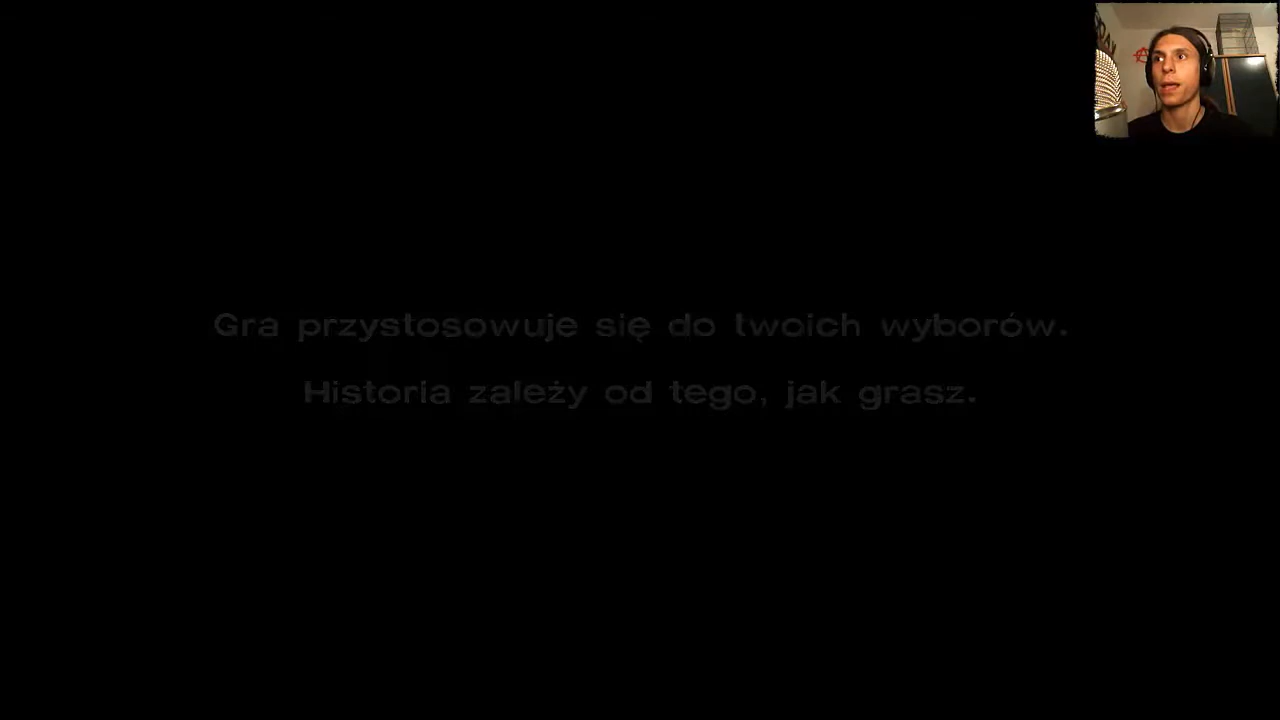 Gra przystosowuje się do twoich wyborów.
Historia zależy od tego, jak grasz.